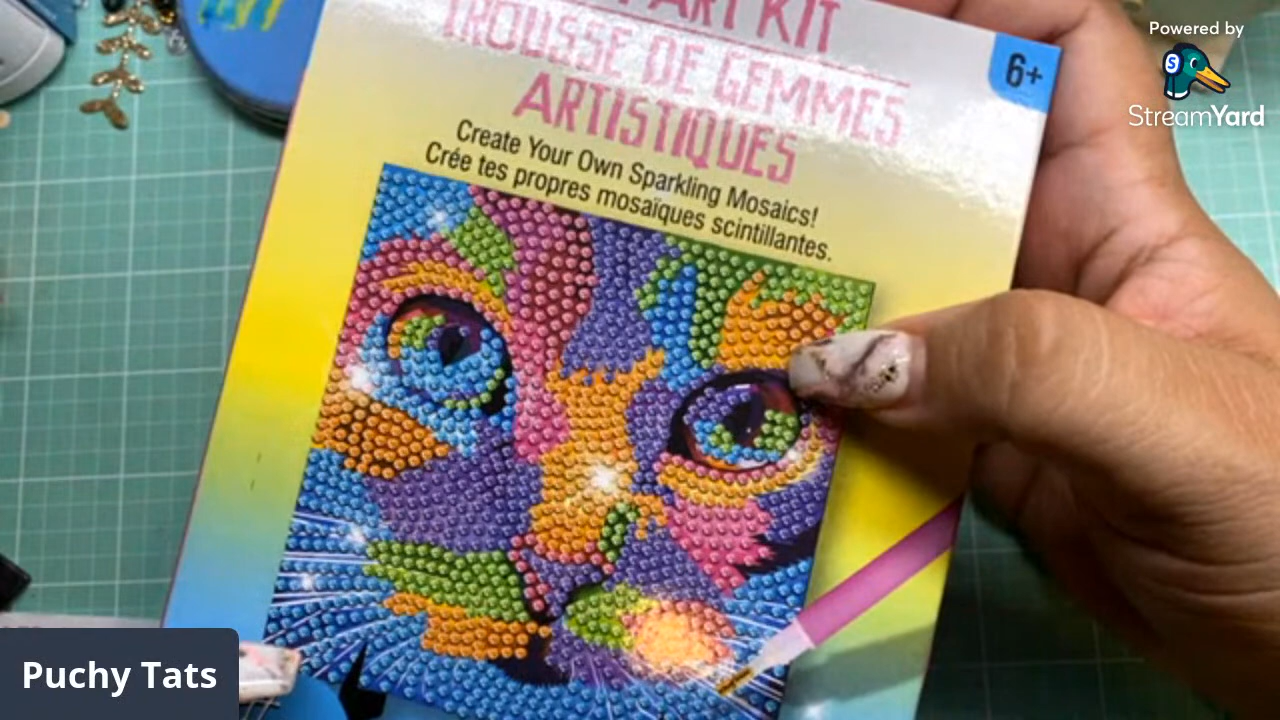 ART KIT
TROUSSE DE GEMMES
ARTISTIQUES
6+
Create Your Own Sparkling Mosaics!
Crée tes propres mosaïques scintillantes.
Powered by
S
StreamYard
Puchy Tats